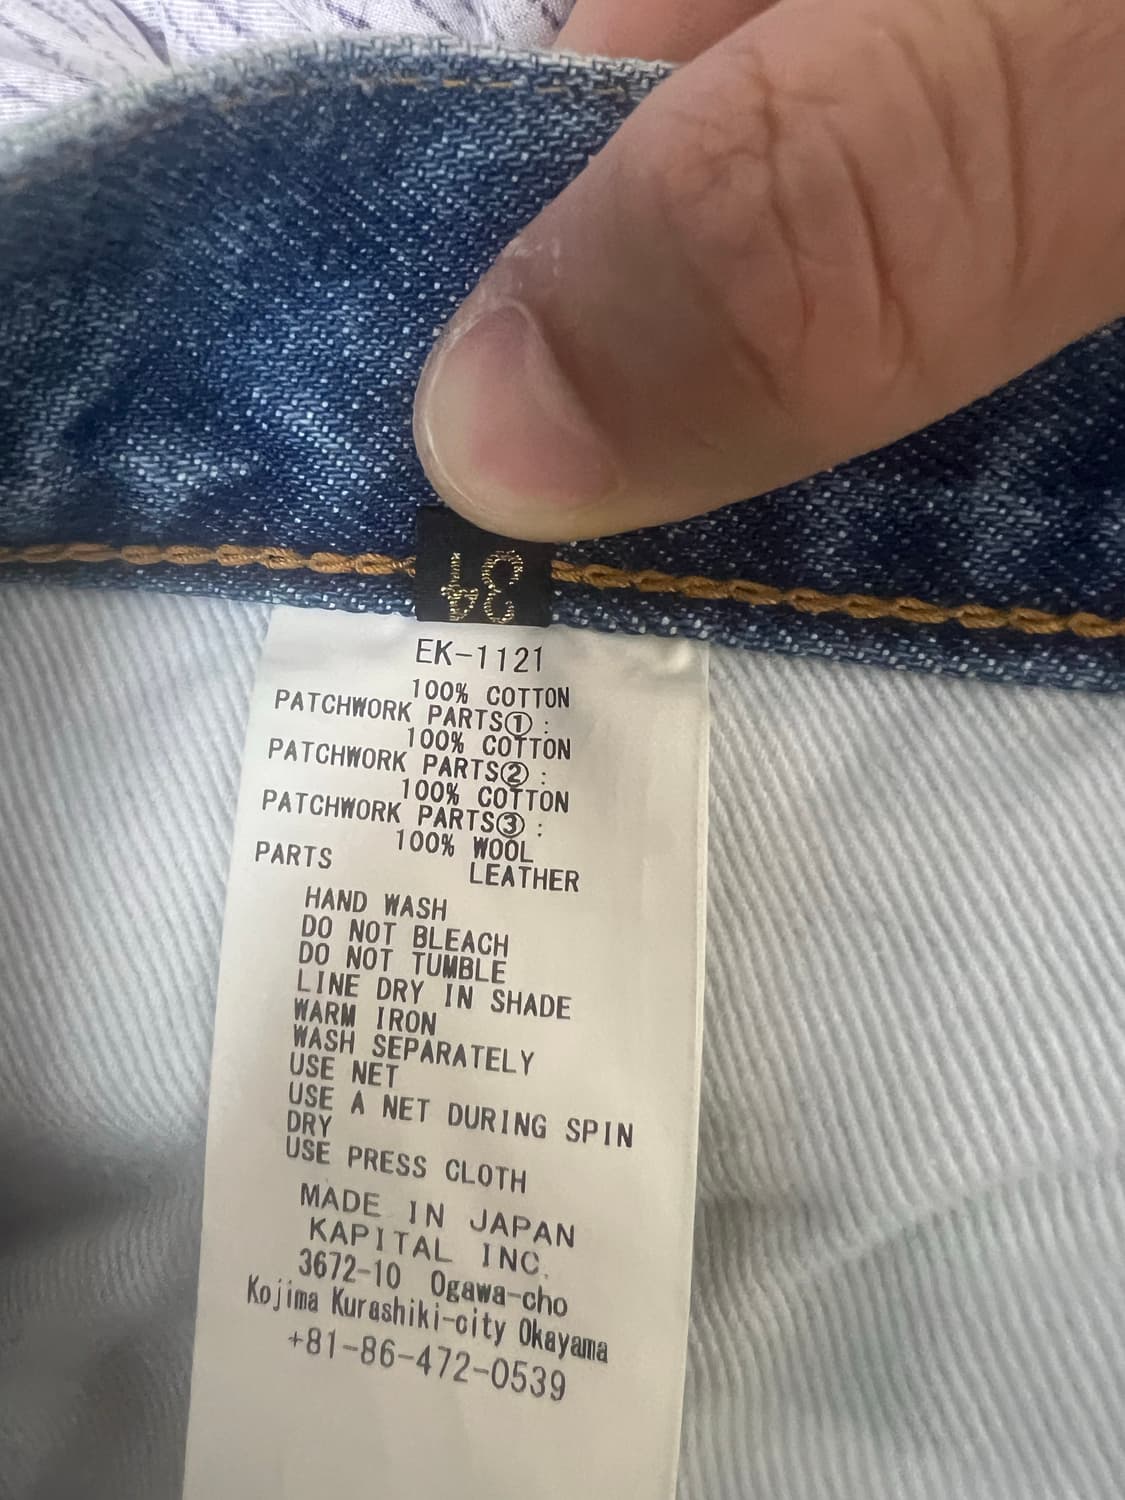 34
EK-1121
100% COTTON
PATCHWORK PARTS①:
100% COTTON
PATCHWORK PARTS②:
100% COTTON
PATCHWORK PARTS③:
100% WOOL
PARTS LEATHER
HAND WASH
DO NOT BLEACH
DO NOT TUMBLE
LINE DRY IN SHADE
WARM IRON
WASH SEPARATELY
USE NET
USE A NET DURING SPIN
DRY
USE PRESS CLOTH
MADE IN JAPAN
KAPITAL INC.
3672-10 Ogawa-cho
Kojima Kurashiki-city Okayama
+81-86-472-0539